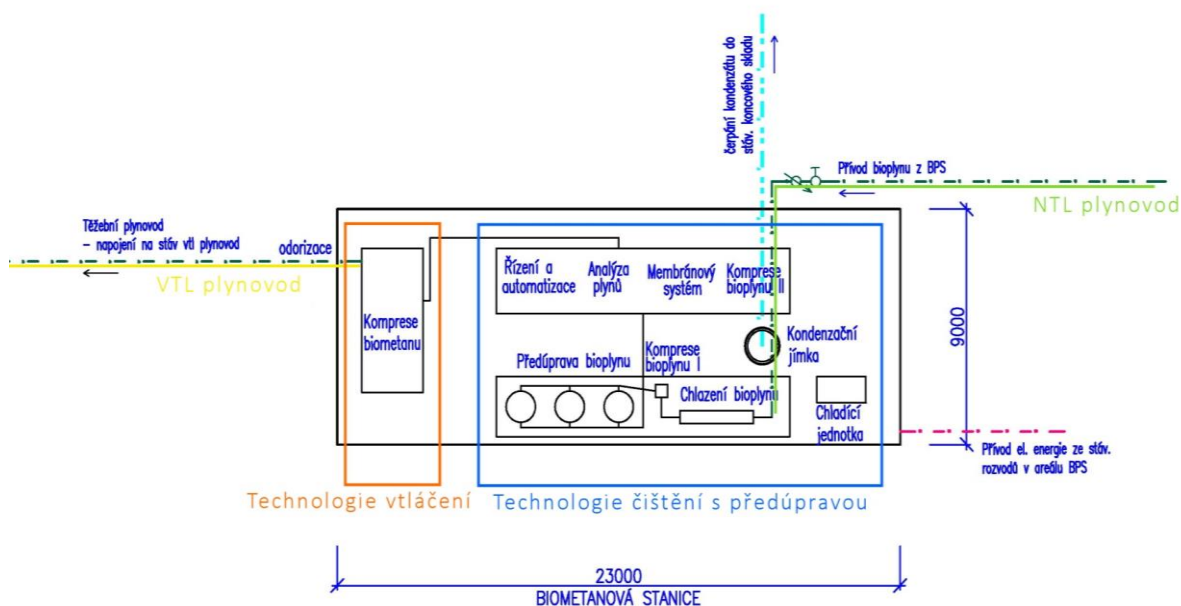 čerpání kondenzátu do
stáv. koncového skladu
Přívod bioplynu z BPS
NTL plynovod
Těžební plynovod
– napojení na stáv vtl plynovod
odorizace
VTL plynovod
Řízení a
automatizace
Analýza
plynů
Membránový
systém
Komprese
bioplynu II
Komprese
biometanu
Kondenzační
jímka
Předúprava bioplynu
Komprese
bioplynu I
Chlazení bioplynu
Chladící
jednotka
9000
Přívod el. energie ze stáv.
rozvodů v areálu BPS
Technologie vtláčení
Technologie čištění s předúpravou
23000
BIOMETANOVÁ STANICE